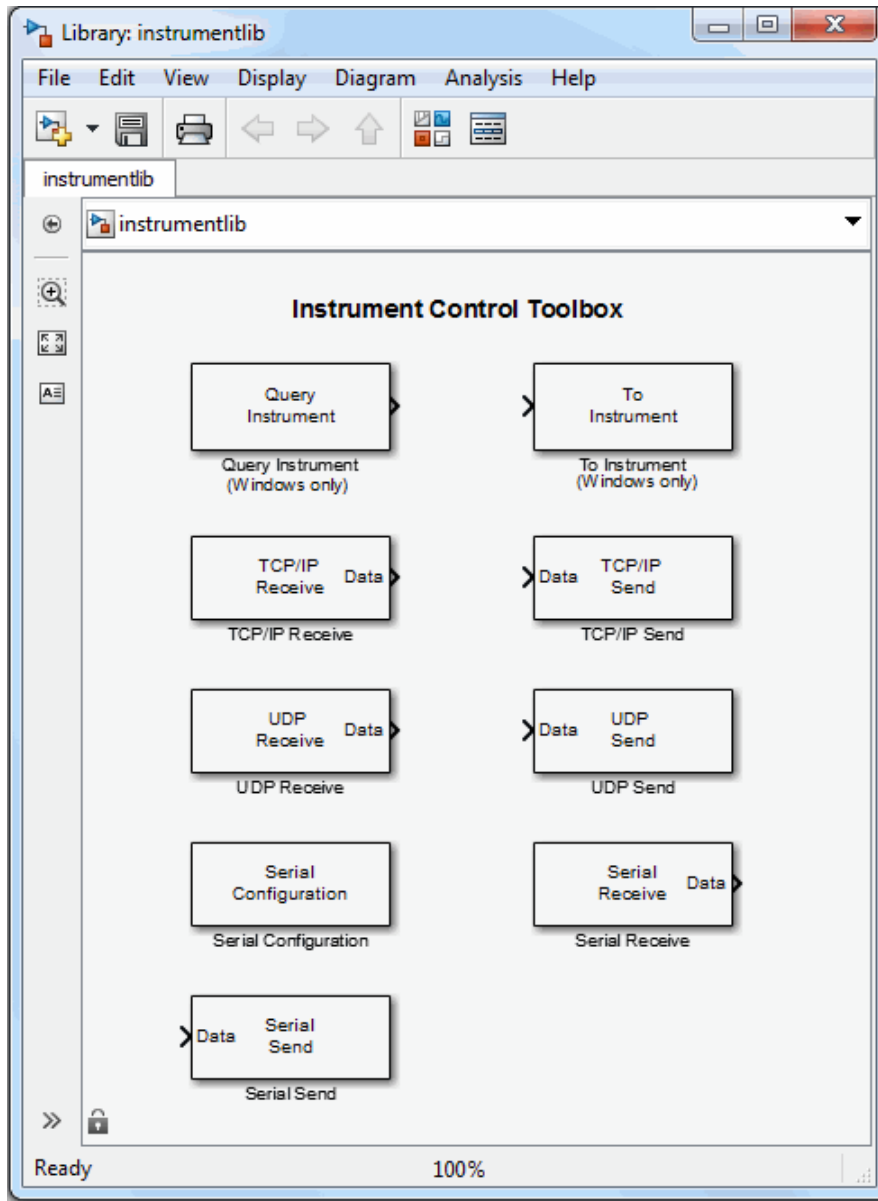 Library: instrumentlib
File Edit View Display Diagram Analysis Help
instrumentlib
instrumentlib
Instrument Control Toolbox
Query
Instrument
Query Instrument
(Windows only)
To
Instrument
To Instrument
(Windows only)
TCP/IP
Receive
Data
TCP/IP Receive
Data
TCP/IP
Send
TCP/IP Send
UDP
Receive
Data
UDP Receive
Data
UDP
Send
UDP Send
Serial
Configuration
Serial Configuration
Serial
Receive
Data
Serial Receive
Data
Serial
Send
Serial Send
Ready 100%